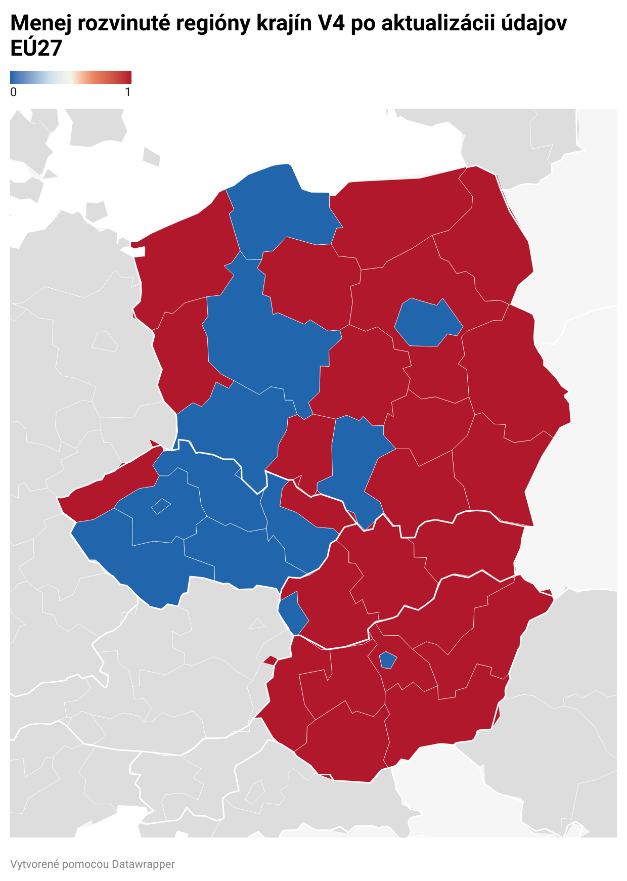 Menej rozvinuté regióny krajín V4 po aktualizácii údajov
EÚ27
0 1
Vytvorené pomocou Datawrapper